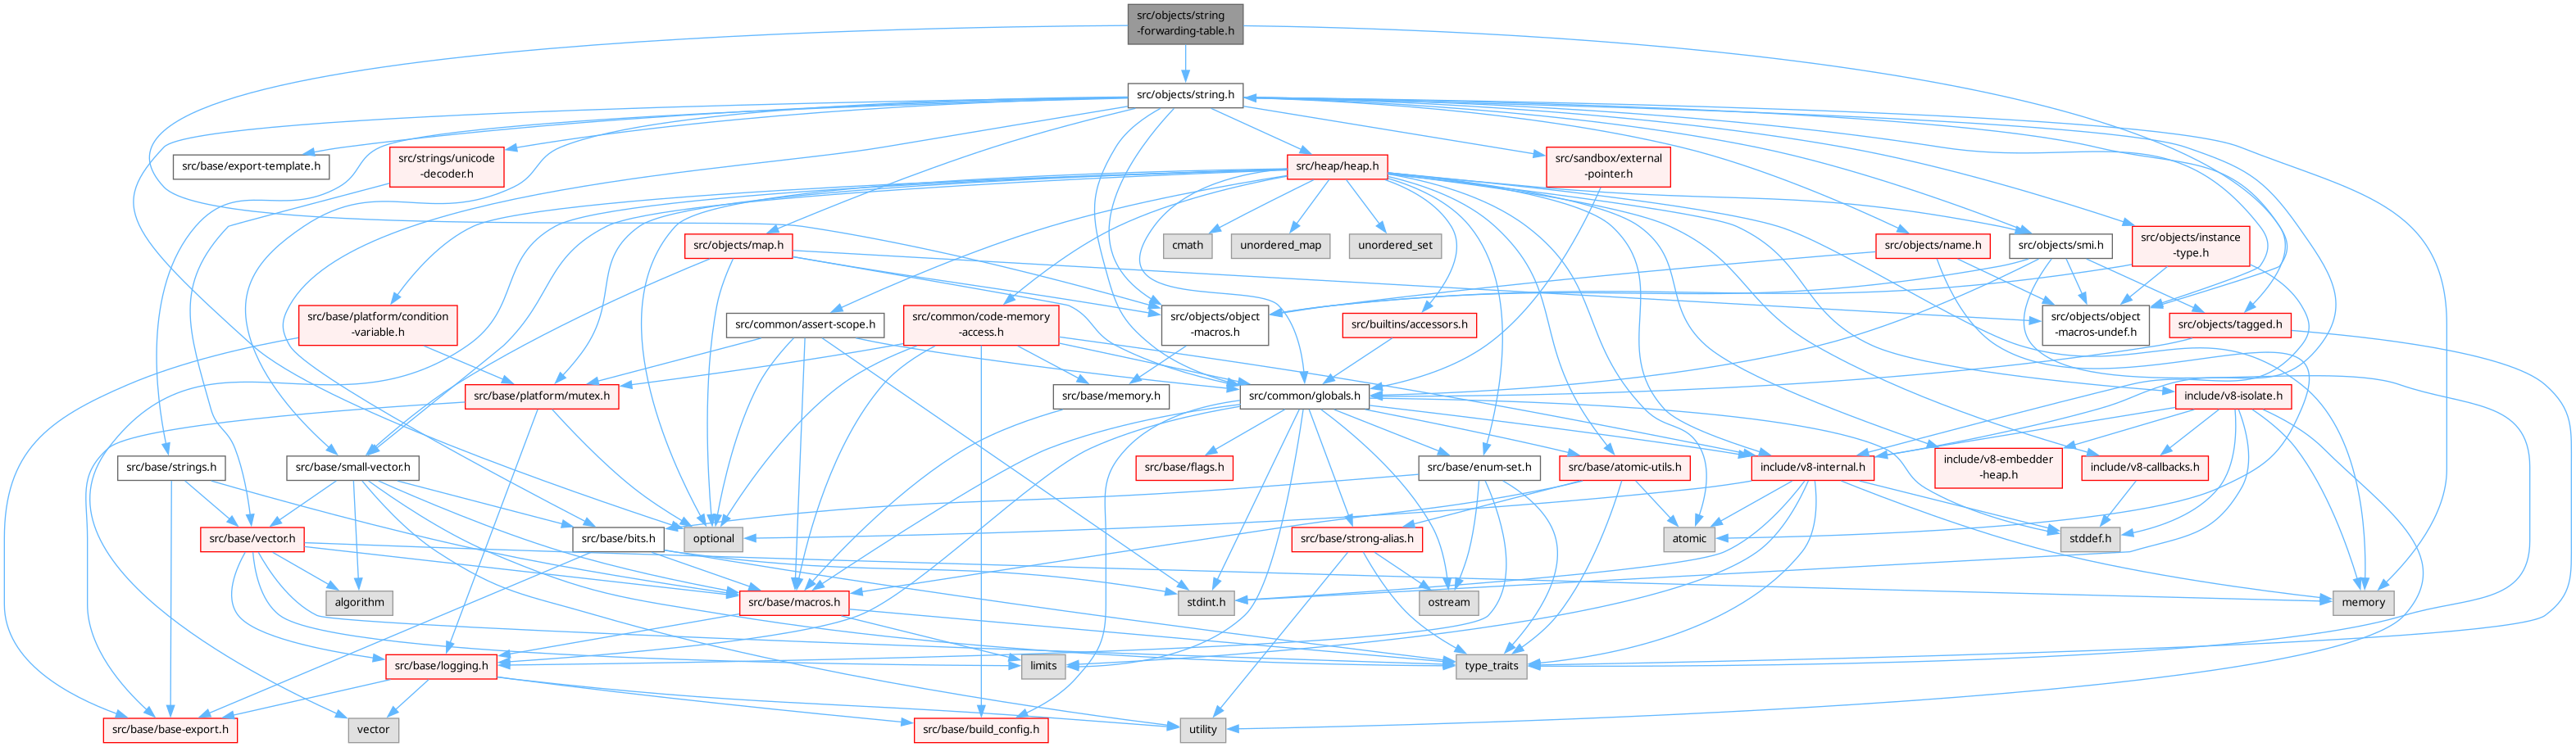 src/objects/string
-forwarding-table.h
src/objects/string.h
src/base/export-template.h
src/strings/unicode
-decoder.h
src/heap/heap.h
src/sandbox/external
-pointer.h
src/objects/map.h
cmath
unordered_map
unordered_set
src/objects/name.h
src/objects/smi.h
src/objects/instance
-type.h
src/base/platform/condition
-variable.h
src/common/assert-scope.h
src/common/code-memory
-access.h
src/objects/object
-macros.h
src/builtins/accessors.h
src/objects/object
-macros-undef.h
src/objects/tagged.h
src/base/platform/mutex.h
src/base/memory.h
src/common/globals.h
include/v8-isolate.h
src/base/strings.h
src/base/small-vector.h
src/base/flags.h
src/base/enum-set.h
src/base/atomic-utils.h
include/v8-internal.h
include/v8-embedder
-heap.h
include/v8-callbacks.h
src/base/vector.h
src/base/bits.h
optional
src/base/strong-alias.h
atomic
stddef.h
algorithm
src/base/macros.h
stdint.h
ostream
memory
src/base/logging.h
limits
type_traits
src/base/base-export.h
vector
src/base/build_config.h
utility